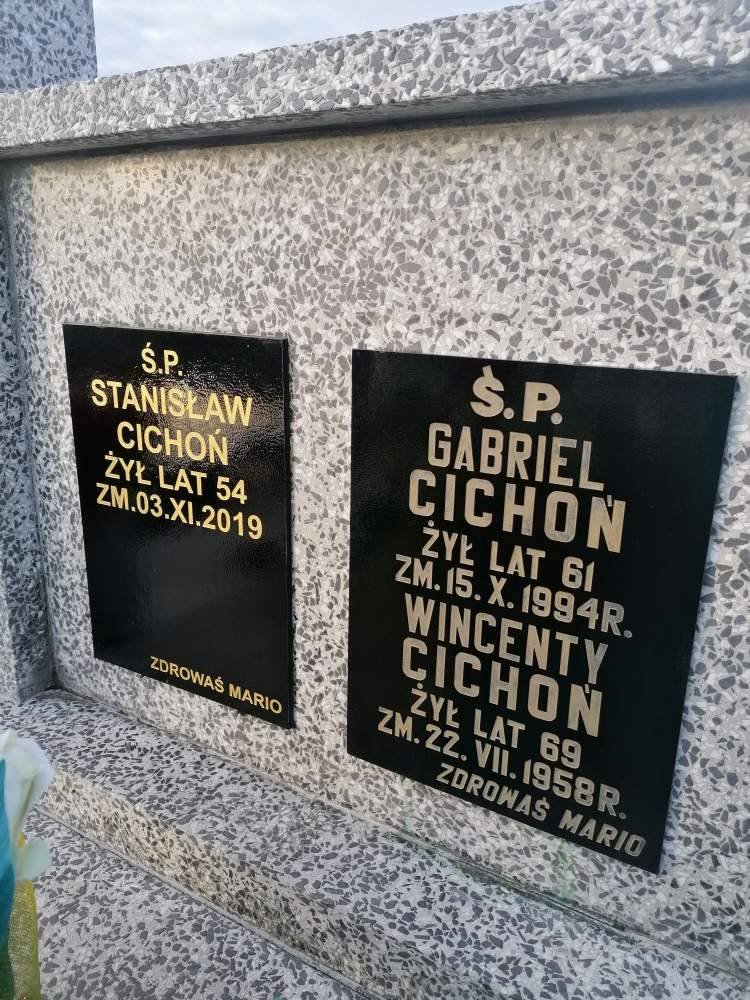 Ś.P.
STANISŁAW
CICHOŃ
ŻYŁ LAT 54
ZM.03.XI.2019
ZDROWAŚ MARIO
Ś.P.
GABRIEL
CICHOŃ
ŻYŁ LAT 61
ZM. 15. X. 1994R.
WINCENTY
CICHOŃ
ŻYŁ LAT 69
ZM. 22. VII. 1958R.
ZDROWAŚ MARIO